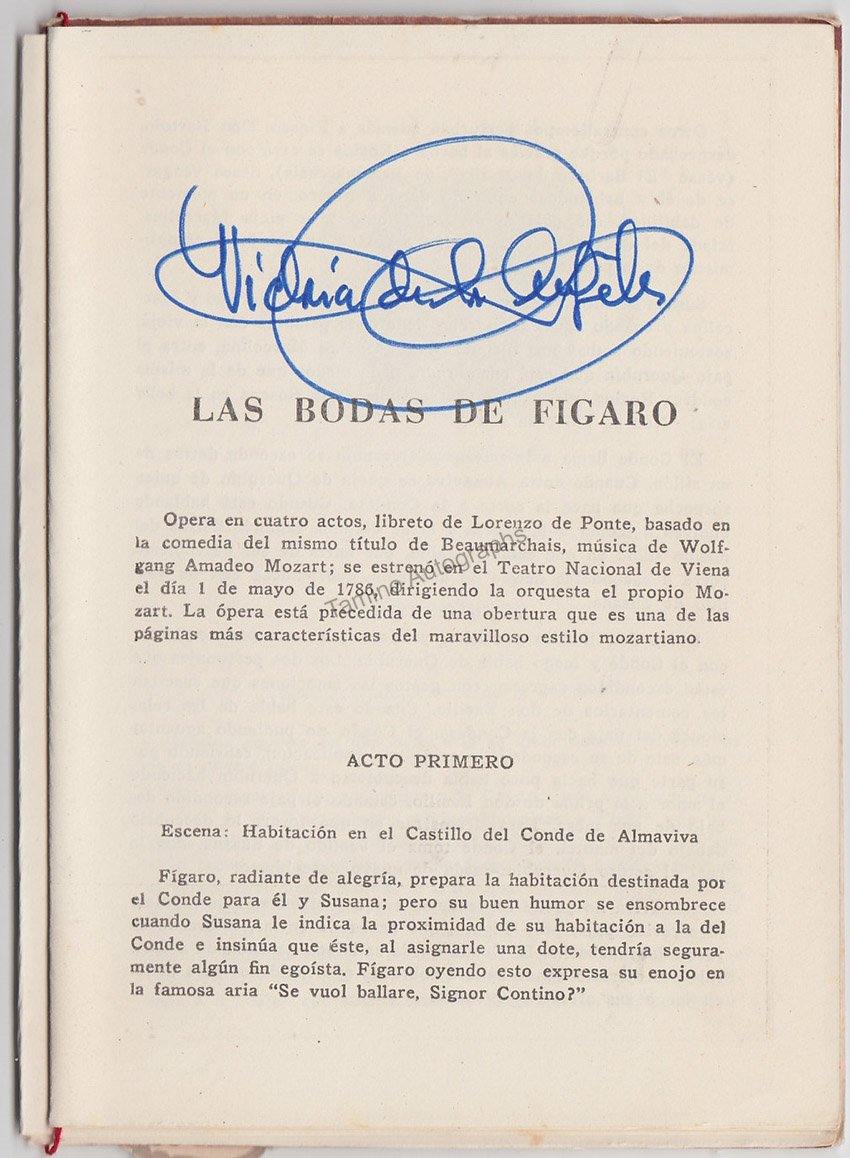 Victoria de los Angeles
LAS BODAS DE FIGARO
Opera en cuatro actos, libreto de Lorenzo de Ponte, basado en
la comedia del mismo título de Beaumarchais, música de Wolf-
gang Amadeo Mozart; se estrenó en el Teatro Nacional de Viena
el día 1 de mayo de 1786, dirigiendo la orquesta el propio Mo-
zart. La ópera está precedida de una obertura que es una de las
páginas más características del maravilloso estilo mozartiano.
Tamino Autographs
ACTO PRIMERO
Escena: Habitación en el Castillo del Conde de Almaviva
Fígaro, radiante de alegría, prepara la habitación destinada por
el Conde para él y Susana; pero su buen humor se ensombrece
cuando Susana le indica la proximidad de su habitación a la del
Conde e insinúa que éste, al asignarle una dote, tendría segura-
mente algún fin egoísta. Fígaro oyendo esto expresa su enojo en
la famosa aria “Se vuol ballare, Signor Contino?”